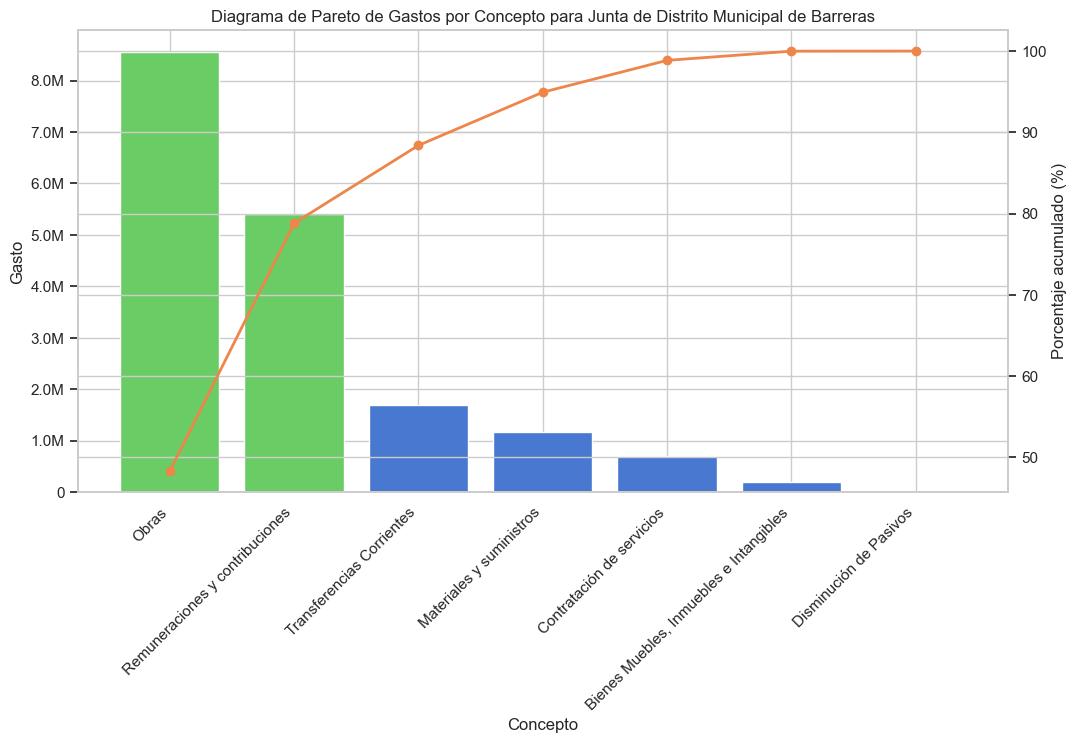 Diagrama de Pareto de Gastos por Concepto para Junta de Distrito Municipal de Barreras
8.0M
7.0M
6.0M
5.0M
4.0M
3.0M
2.0M
1.0M
0
Gasto
100
90
80
70
60
50
Porcentaje acumulado (%)
Obras
Remuneraciones y contribuciones
Transferencias Corrientes
Materiales y suministros
Contratación de servicios
Bienes Muebles, Inmuebles e Intangibles
Disminución de Pasivos
Concepto